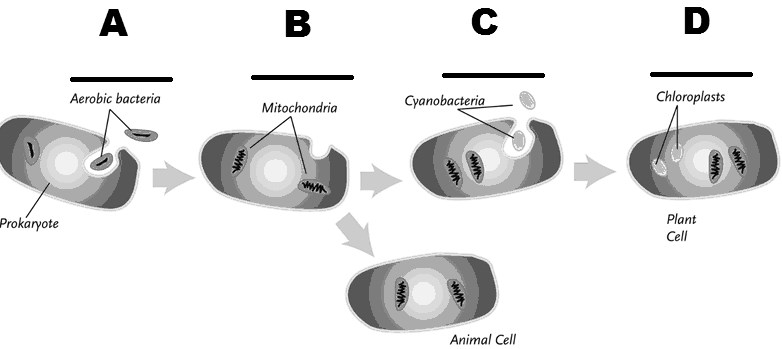 A B C D
Aerobic bacteria
Mitochondria
Cyanobacteria
Chloroplasts
Prokaryote
Plant
Cell
Animal Cell